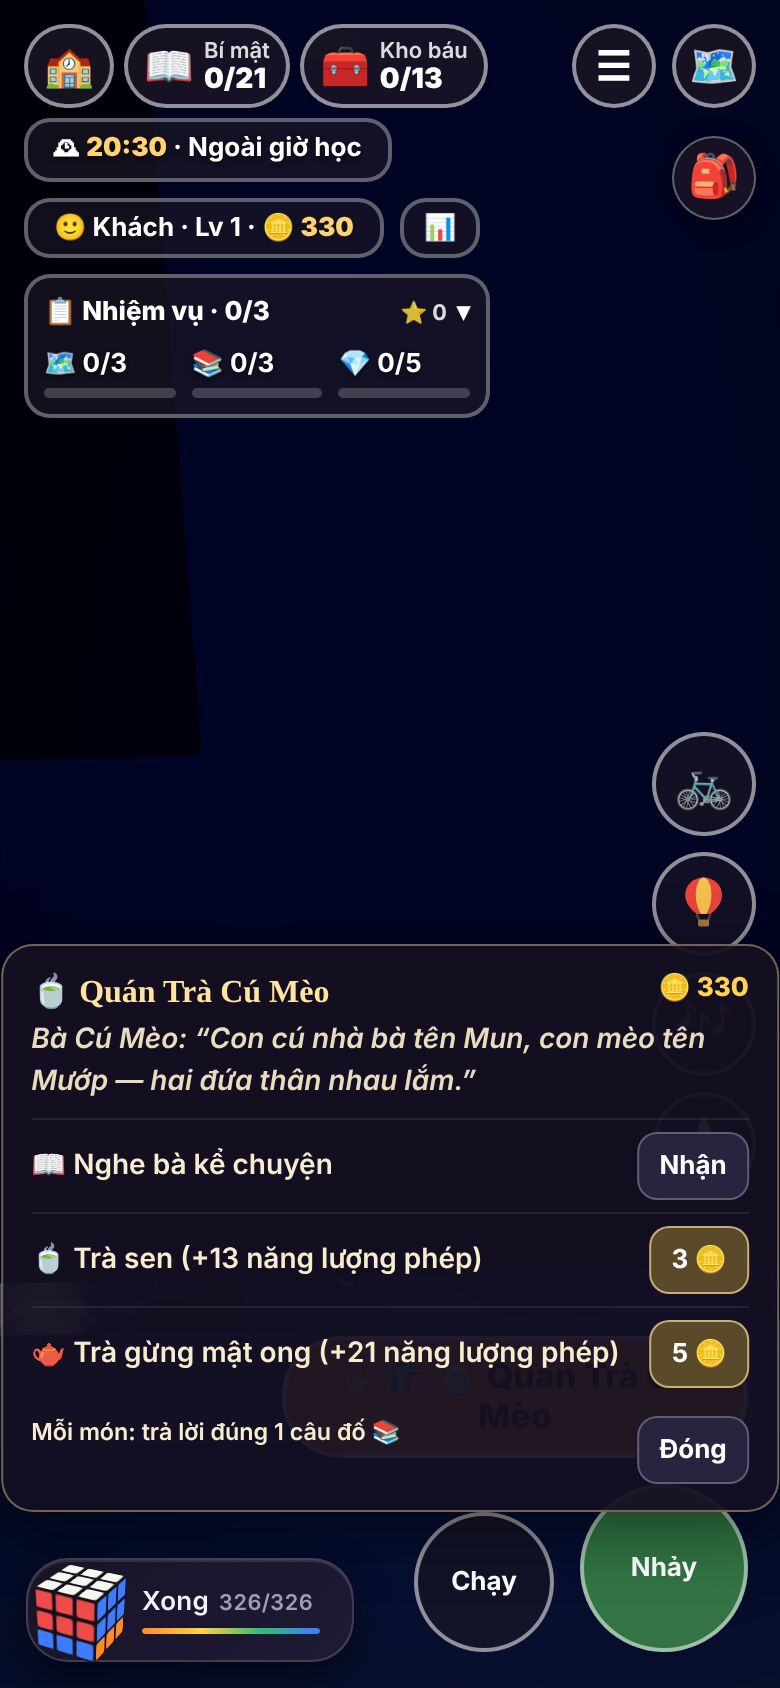 Bí mật
0/21
Kho báu
0/13
20:30 · Ngoài giờ học
Khách · Lv 1 · 330
Nhiệm vụ · 0/3
0 ▼
0/3
0/3
0/5
Quán Trà Cú Mèo
330
Bà Cú Mèo: “Con cú nhà bà tên Mun, con mèo tên
Mướp — hai đứa thân nhau lắm.”
Nghe bà kể chuyện
Nhận
Trà sen (+13 năng lượng phép)
3
Trà gừng mật ong (+21 năng lượng phép)
5
Quán Trà
Mèo
Mỗi món: trả lời đúng 1 câu đố
Đóng
Xong 326/326
Chạy
Nhảy